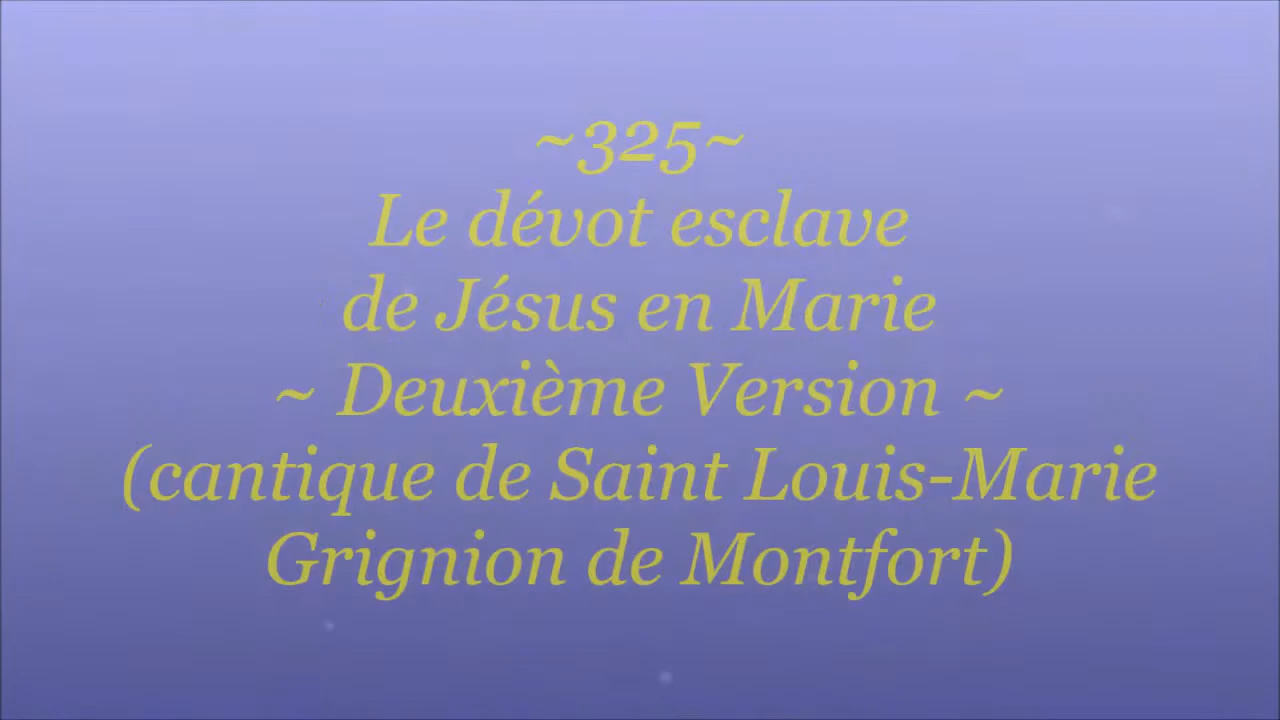 ~325~
Le dévot esclave
de Jésus en Marie
~ Deuxième Version ~
(cantique de Saint Louis-Marie
Grignion de Montfort)